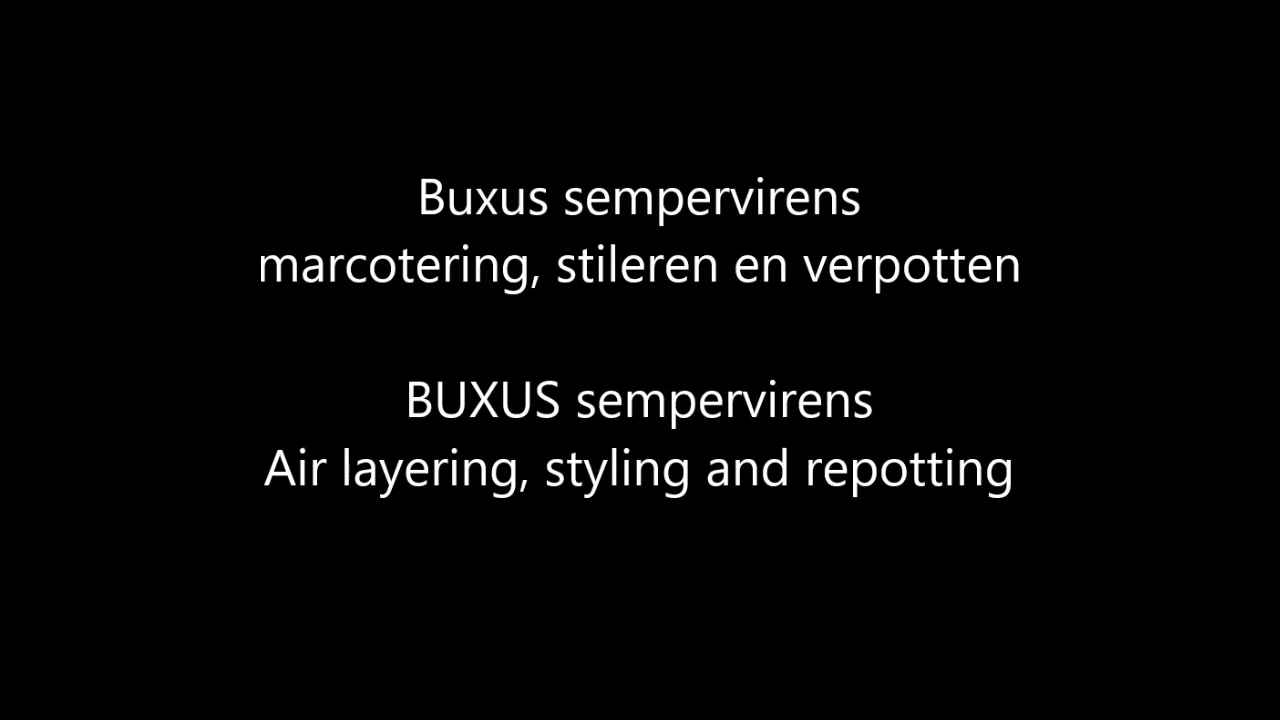 Buxus sempervirens
marcotering, stileren en verpotten
BUXUS sempervirens
Air layering, styling and repotting